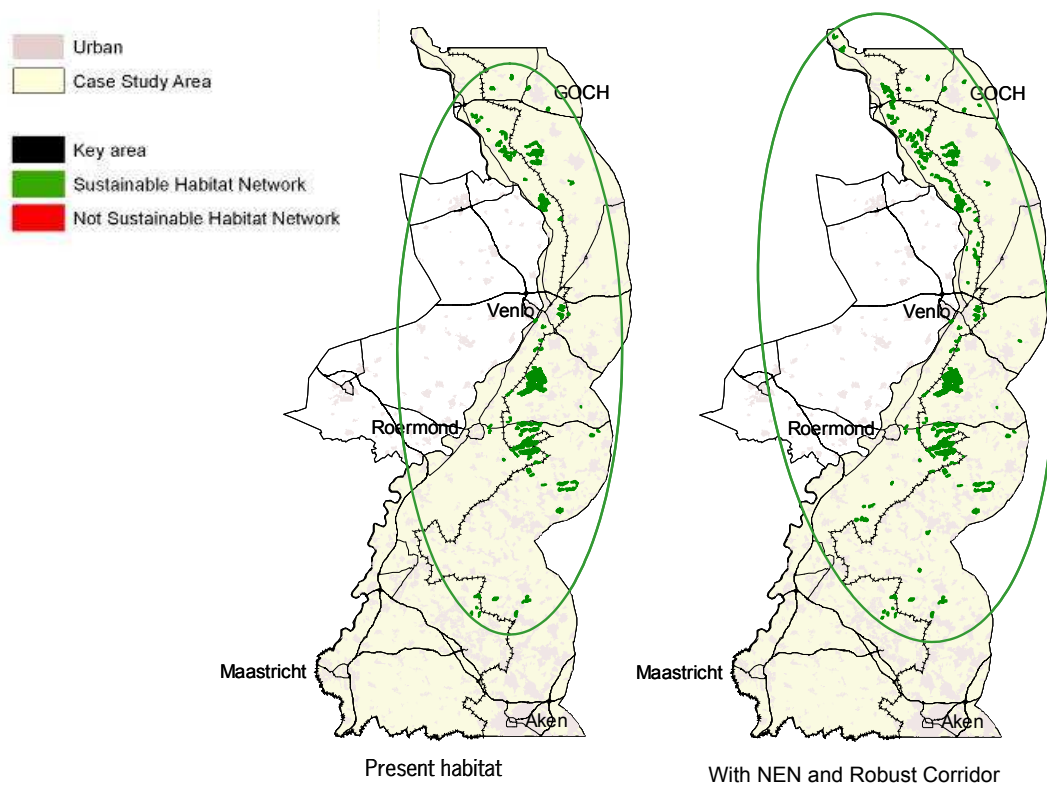 Urban
Case Study Area
Key area
Sustainable Habitat Network
Not Sustainable Habitat Network
GOCH
Venlo
Roermond
Maastricht
Aken
Present habitat
GOCH
Venlo
Roermond
Maastricht
Aken
With NEN and Robust Corridor